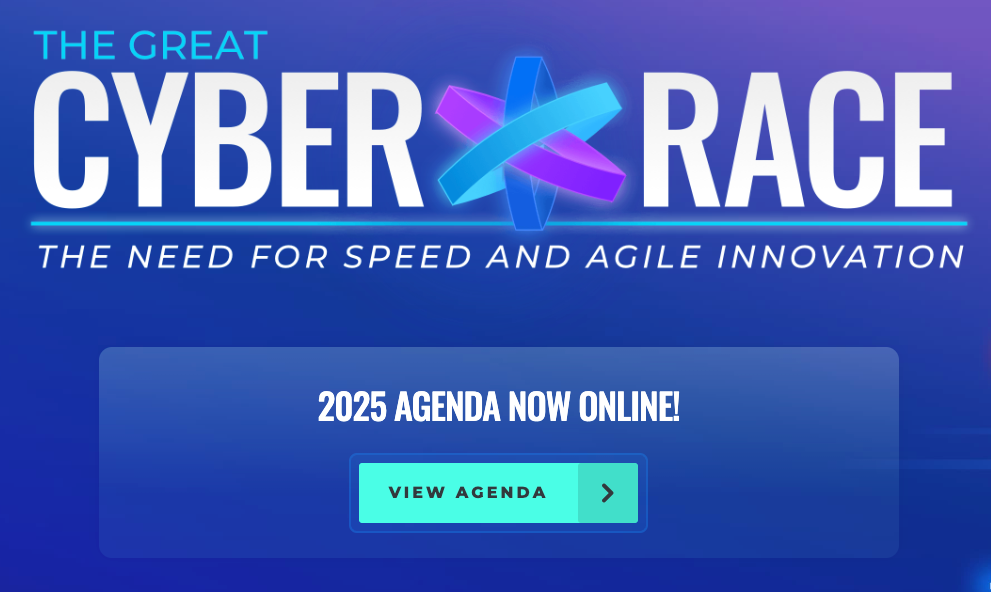 THE GREAT
CYBER RACE
THE NEED FOR SPEED AND AGILE INNOVATION
2025 AGENDA NOW ONLINE!
VIEW AGENDA